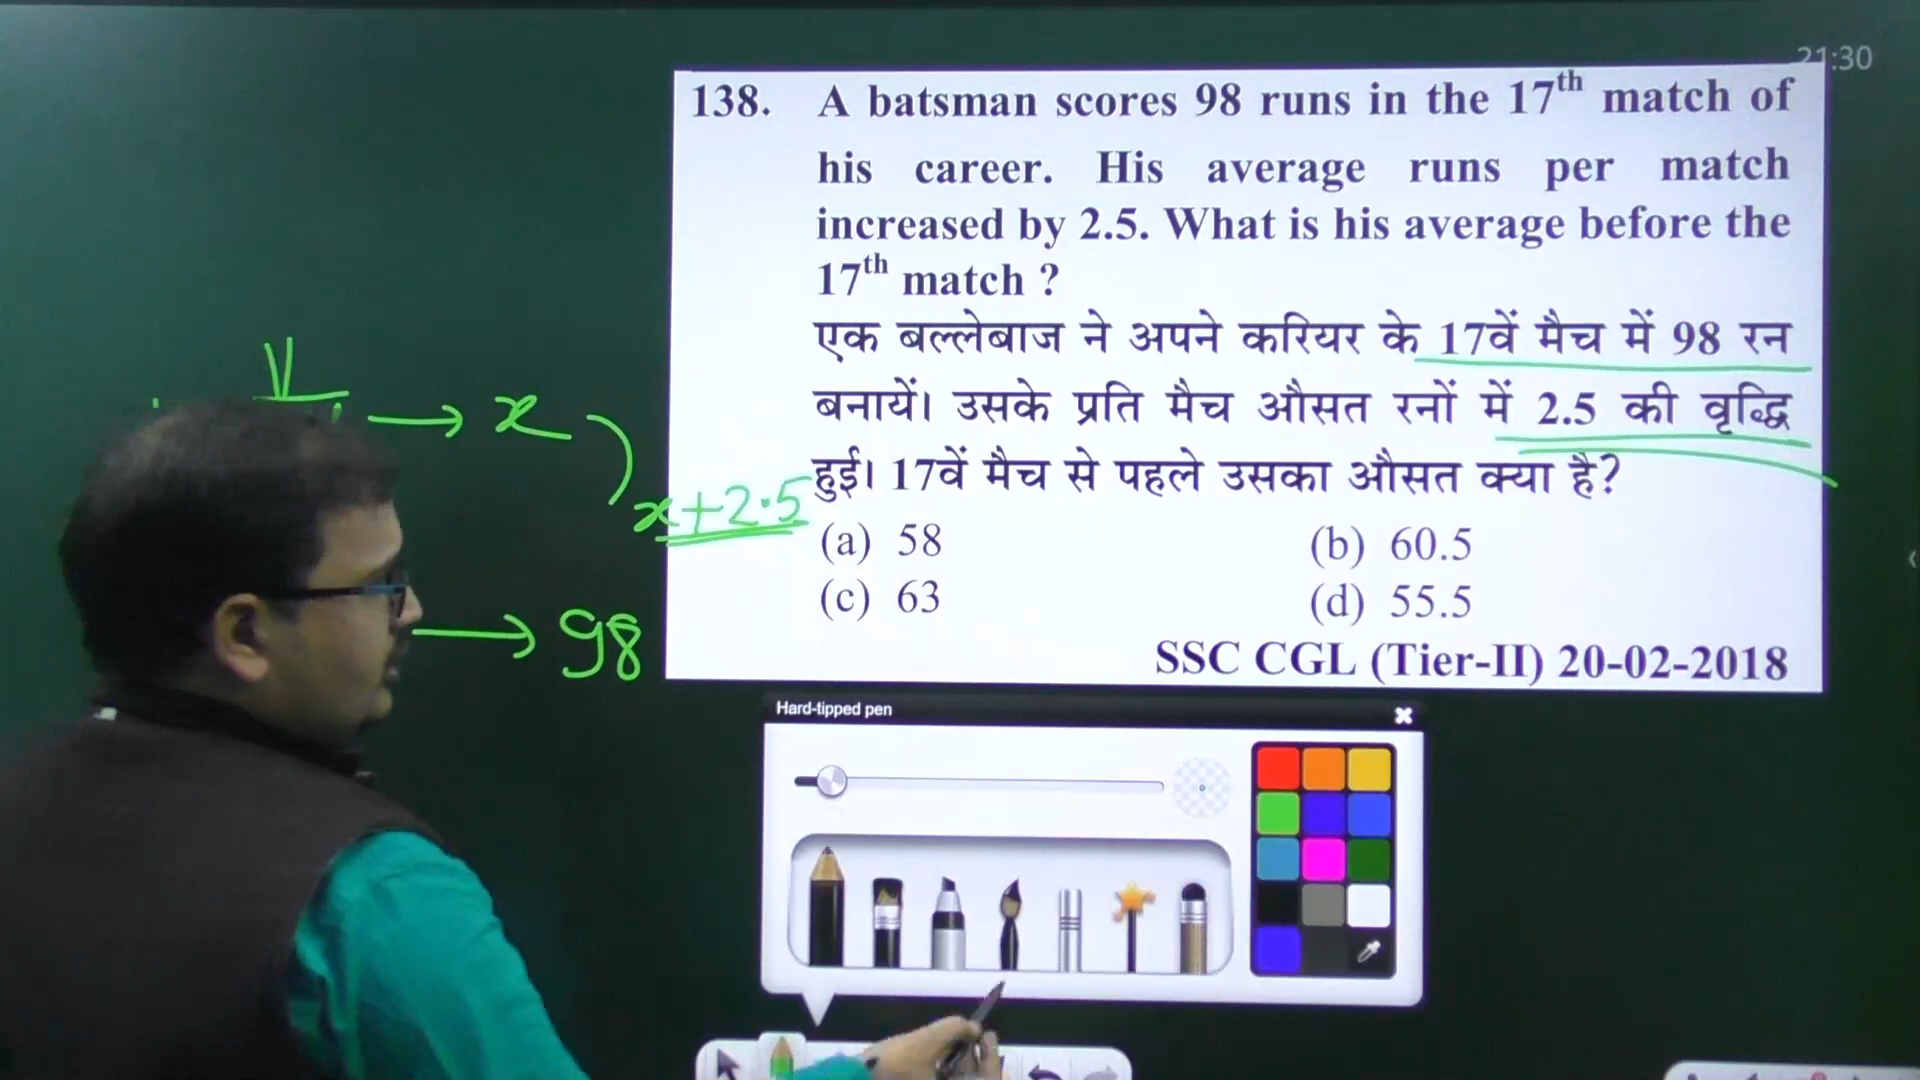 21:30
138. A batsman scores 98 runs in the 17th match of
his career. His average runs per match
increased by 2.5. What is his average before the
17th match ?
एक बल्लेबाज ने अपने करियर के 17वें मैच में 98 रन
बनायें। उसके प्रति मैच औसत रनों में 2.5 की वृद्धि
हुई। 17वें मैच से पहले उसका औसत क्या है?
(a) 58 (b) 60.5
(c) 63 (d) 55.5
SSC CGL (Tier-II) 20-02-2018
→ x
x+2.5
→ 98
Hard-tipped pen